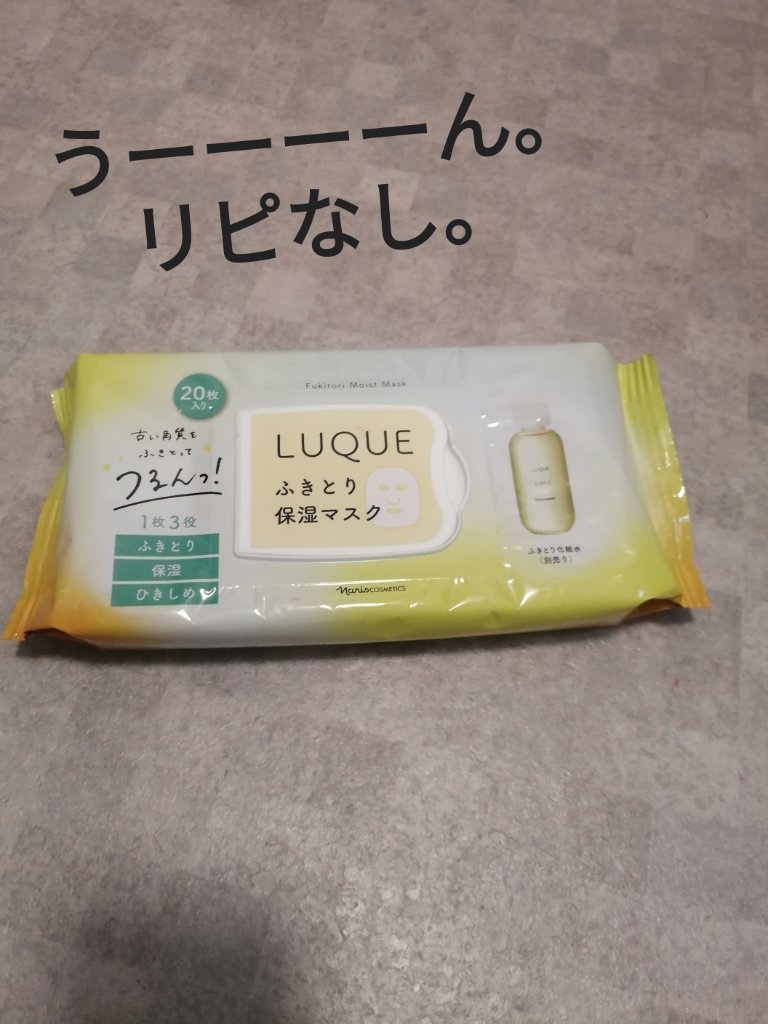 うーーーーん。
リピなし。
Fukitori Moist Mask
20枚
入り
古い角質を
ふきとって
つるんっ!
1枚3役
ふきとり
保湿
ひきしめ
LUQUE
ふきとり
保湿マスク
Naris COSMETICS
LUQUE
ふきとり化粧水
(別売り)